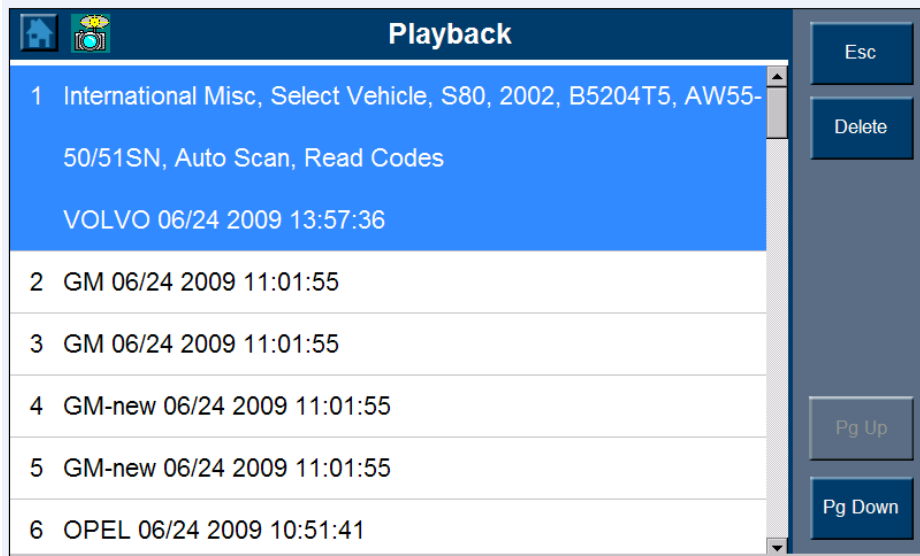 Playback
Esc
1 International Misc, Select Vehicle, S80, 2002, B5204T5, AW55-
Delete
50/51SN, Auto Scan, Read Codes
VOLVO 06/24 2009 13:57:36
2 GM 06/24 2009 11:01:55
3 GM 06/24 2009 11:01:55
4 GM-new 06/24 2009 11:01:55
Pg Up
5 GM-new 06/24 2009 11:01:55
Pg Down
6 OPEL 06/24 2009 10:51:41